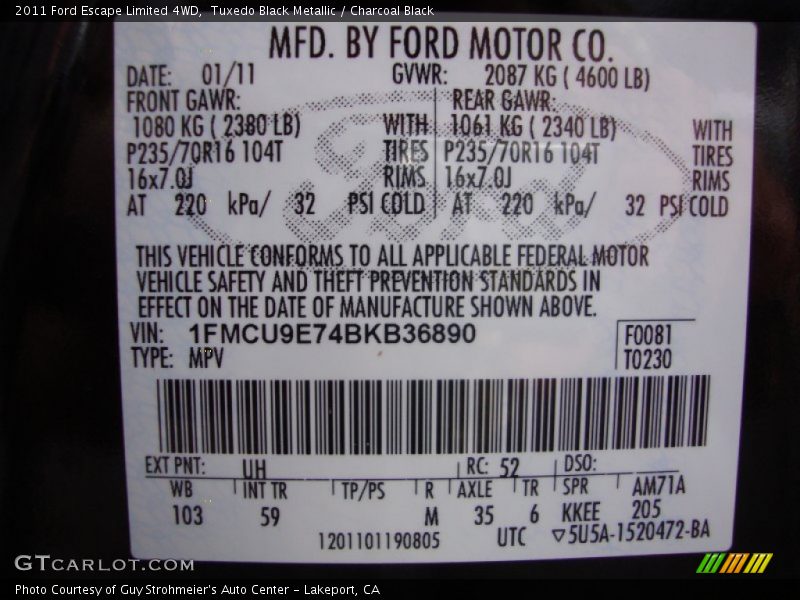 2011 Ford Escape Limited 4WD,  Tuxedo Black Metallic / Charcoal Black
MFD. BY FORD MOTOR CO.
DATE: 01/11 GVWR: 2087 KG ( 4600 LB)
FRONT GAWR: REAR GAWR:
1080 KG ( 2380 LB) WITH 1061 KG ( 2340 LB) WITH
P235/70R16 104T TIRES P235/70R16 104T TIRES
16x7.0J RIMS 16x7.0J RIMS
AT 220 kPa/ 32 PSI COLD AT 220 kPa/ 32 PSI COLD
Ford
THIS VEHICLE CONFORMS TO ALL APPLICABLE FEDERAL MOTOR
VEHICLE SAFETY AND THEFT PREVENTION STANDARDS IN
EFFECT ON THE DATE OF MANUFACTURE SHOWN ABOVE.
VIN: 1FMCU9E74BKB36890 F0081
TYPE: MPV T0230
EXT PNT: UH RC: 52 DSO:
WB INT TR TP/PS R AXLE TR SPR AM71A
103 59 M 35 6 KKEE 205
1201101190805 UTC ▽5U5A-1520472-BA
GTCARLOT.COM
Photo Courtesy of Guy Strohmeier's Auto Center – Lakeport, CA